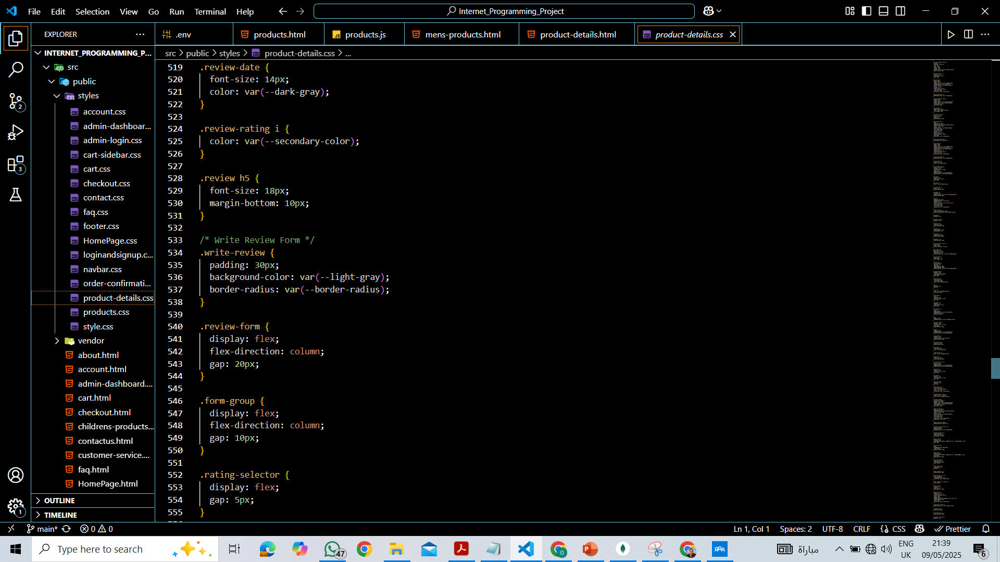 File Edit Selection View Go Run Terminal Help
Internet_Programming_Project
EXPLORER
.env
products.html
products.js
mens-products.html
product-details.html
product-details.css
src > public > styles > product-details.css > ...
INTERNET_PROGRAMMING_P...
src
public
styles
account.css
admin-dashboar...
admin-login.css
cart-sidebar.css
cart.css
checkout.css
contact.css
faq.css
footer.css
HomePage.css
loginandsignup.c...
navbar.css
order-confirmati...
product-details.css
products.css
style.css
vendor
about.html
account.html
admin-dashboard....
cart.html
checkout.html
childrens-products...
contactus.html
customer-service....
faq.html
HomePage.html
OUTLINE
TIMELINE
2
3
1
519 .review-date {
520 font-size: 14px;
521 color: var(--dark-gray);
522 }
523
524 .review-rating i {
525 color: var(--secondary-color);
526 }
527
528 .review h5 {
529 font-size: 18px;
530 margin-bottom: 10px;
531 }
532
533 /* Write Review Form */
534 .write-review {
535 padding: 30px;
536 background-color: var(--light-gray);
537 border-radius: var(--border-radius);
538 }
539
540 .review-form {
541 display: flex;
542 flex-direction: column;
543 gap: 20px;
544 }
545
546 .form-group {
547 display: flex;
548 flex-direction: column;
549 gap: 10px;
550 }
551
552 .rating-selector {
553 display: flex;
554 gap: 5px;
555 }
main* 0 0
Ln 1, Col 1 Spaces: 2 UTF-8 CRLF {} CSS Prettier
Type here to search
47
مباراة
ENG
UK
21:39
09/05/2025
6